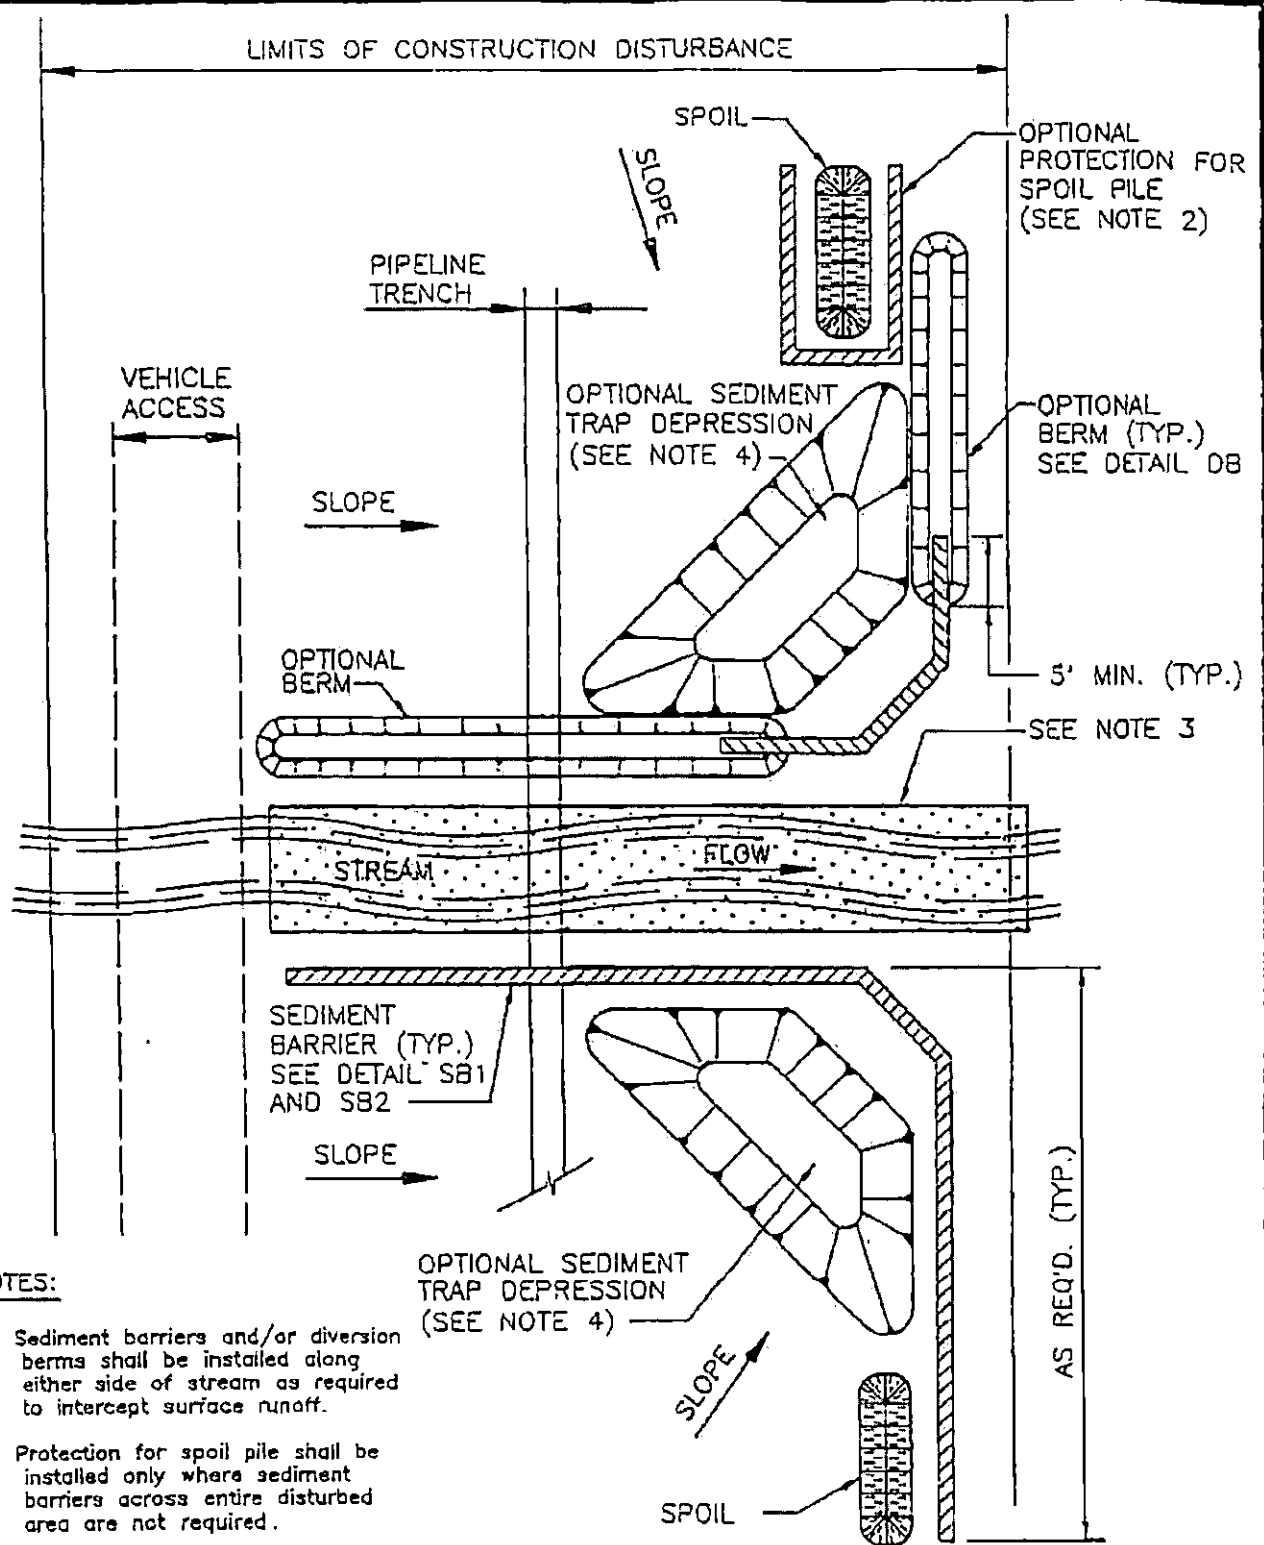 LIMITS OF CONSTRUCTION DISTURBANCE
SPOIL
OPTIONAL
PROTECTION FOR
SPOIL PILE
(SEE NOTE 2)
SLOPE
PIPELINE
TRENCH
VEHICLE
ACCESS
OPTIONAL SEDIMENT
TRAP DEPRESSION
(SEE NOTE 4)
OPTIONAL
BERM (TYP.)
SEE DETAIL DB
SLOPE
OPTIONAL
BERM
5' MIN. (TYP.)
SEE NOTE 3
STREAM
FLOW
SEDIMENT
BARRIER (TYP.)
SEE DETAIL SB1
AND SB2
SLOPE
AS REQ'D. (TYP.)
OPTIONAL SEDIMENT
TRAP DEPRESSION
(SEE NOTE 4)
SLOPE
SPOIL
OTES:
Sediment barriers and/or diversion
berms shall be installed along
either side of stream as required
to intercept surface runoff.
Protection for spoil pile shall be
installed only where sediment
barriers across entire disturbed
area are not required.